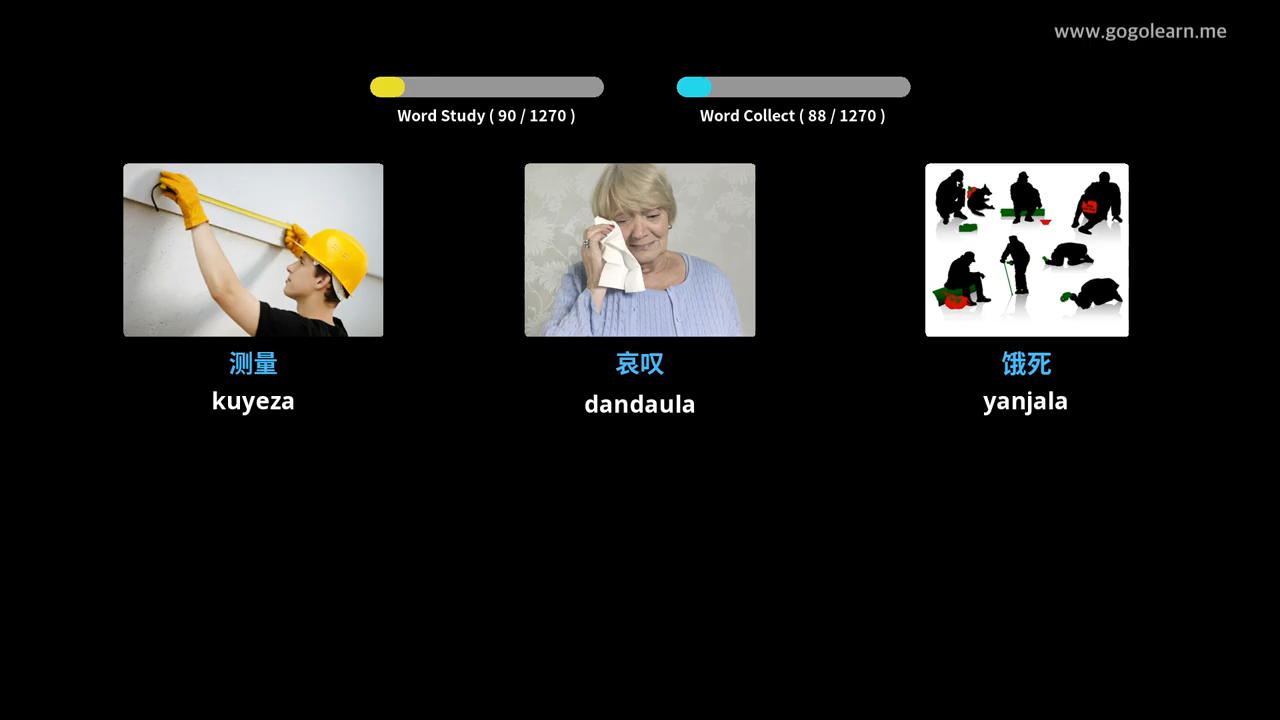 www.gogolearn.me
Word Study ( 90 / 1270 )
Word Collect ( 88 / 1270 )
测量
哀叹
饿死
kuyeza
dandaula
yanjala